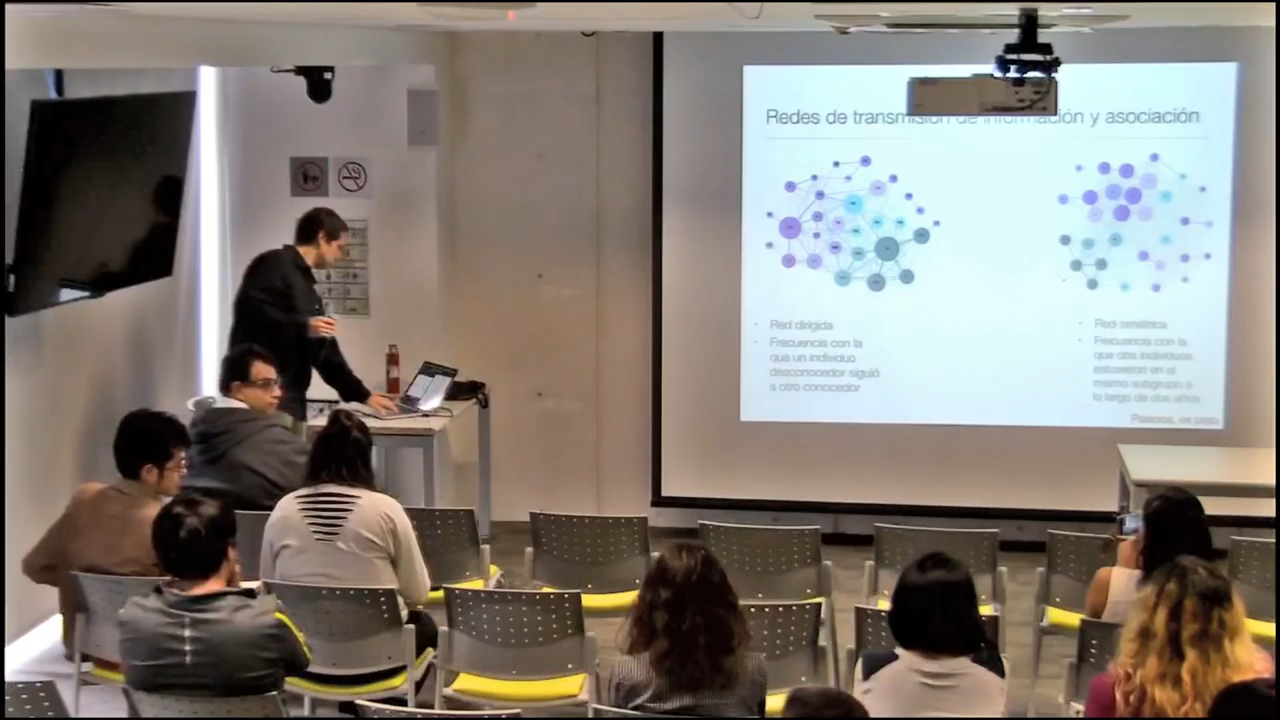 Redes de transmisión de información y asociación
Red dirigida
Frecuencia con la
que un individuo
desconocedor siguió
a otro conocedor
Red simétrica
Frecuencia con la
que dos individuos
estuvieron en el
mismo subgrupo a
lo largo de dos años